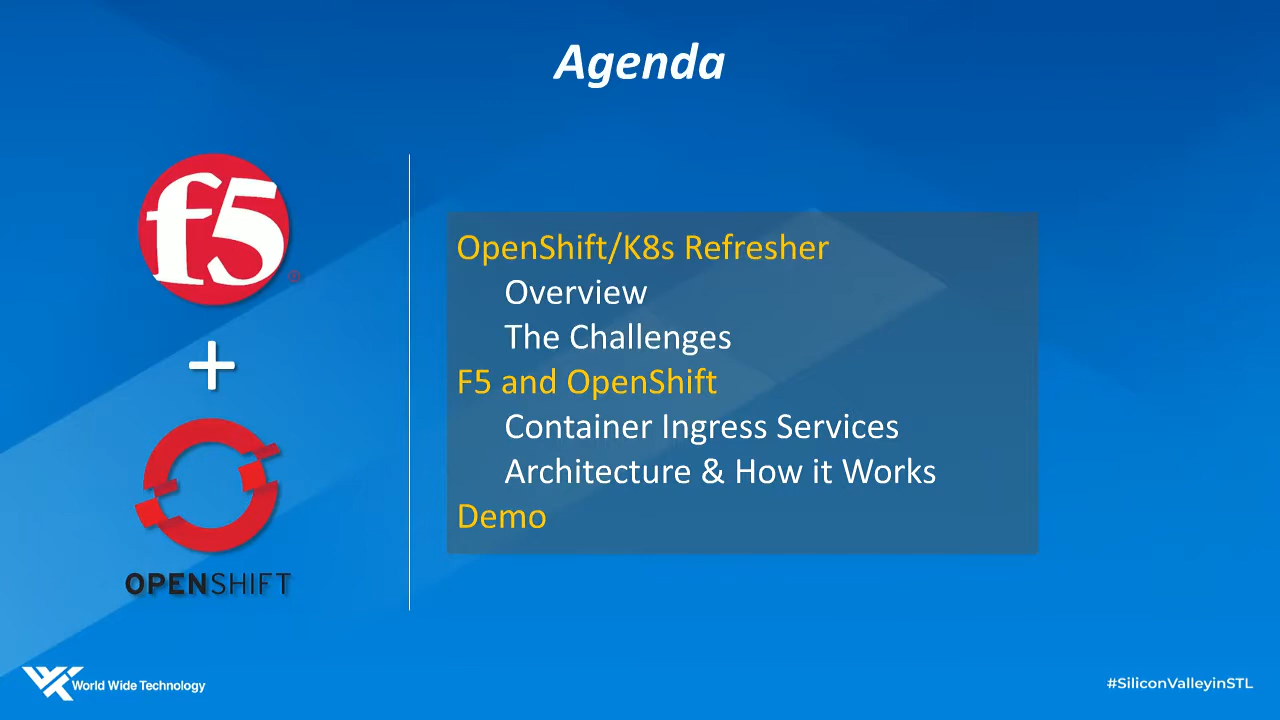 Agenda
f5
+
OPENSHIFT
OpenShift/K8s Refresher
Overview
The Challenges
F5 and OpenShift
Container Ingress Services
Architecture & How it Works
Demo
World Wide Technology
#SiliconValleyinSTL